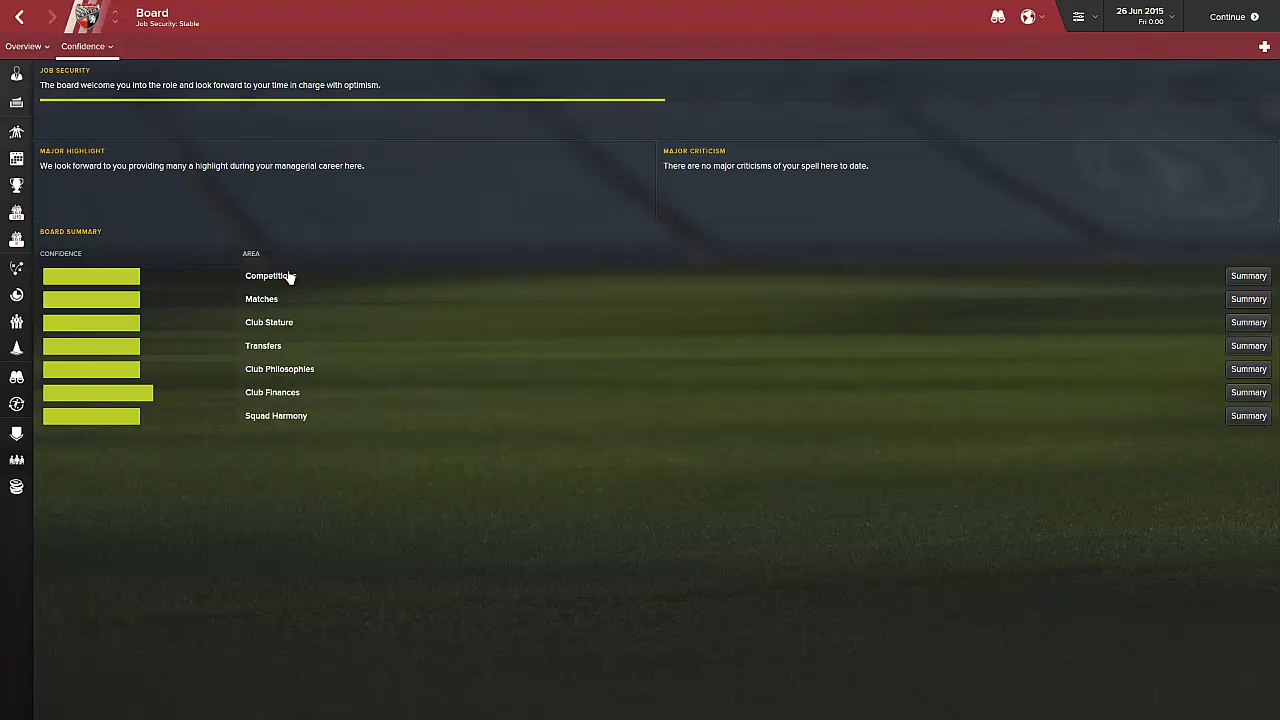 Board
Job Security: Stable
26 Jun 2015
Fri 0:00
Continue
Overview
Confidence
JOB SECURITY
The board welcome you into the role and look forward to your time in charge with optimism.
MAJOR HIGHLIGHT
We look forward to you providing many a highlight during your managerial career here.
MAJOR CRITICISM
There are no major criticisms of your spell here to date.
BOARD SUMMARY
CONFIDENCE AREA
Competitions Summary
Matches Summary
Club Stature Summary
Transfers Summary
Club Philosophies Summary
Club Finances Summary
Squad Harmony Summary